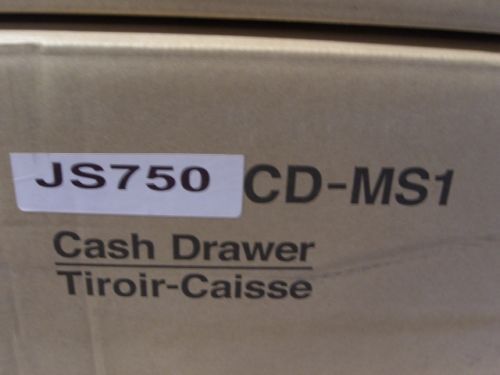 JS750 CD-MS1
Cash Drawer
Tiroir-Caisse